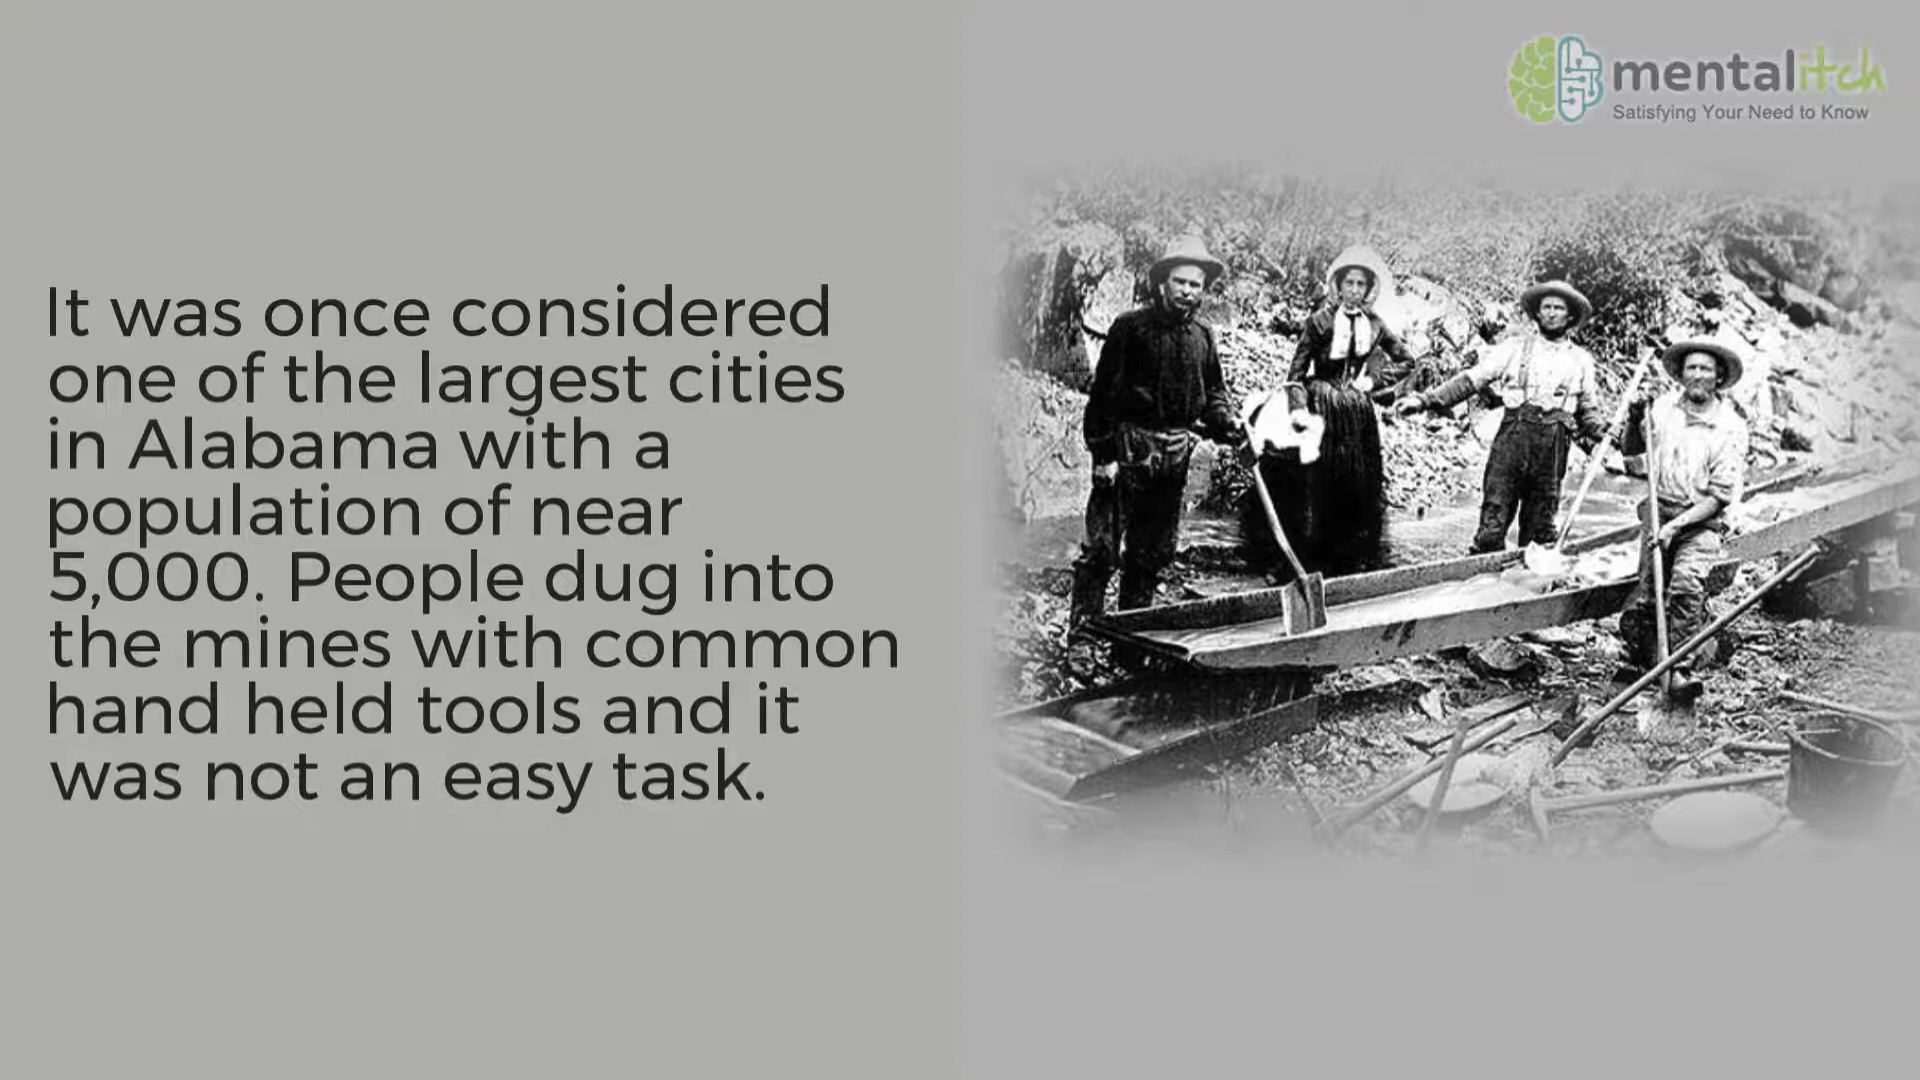 mentalitch
Satisfying Your Need to Know
It was once considered
one of the largest cities
in Alabama with a
population of near
5,000. People dug into
the mines with common
hand held tools and it
was not an easy task.